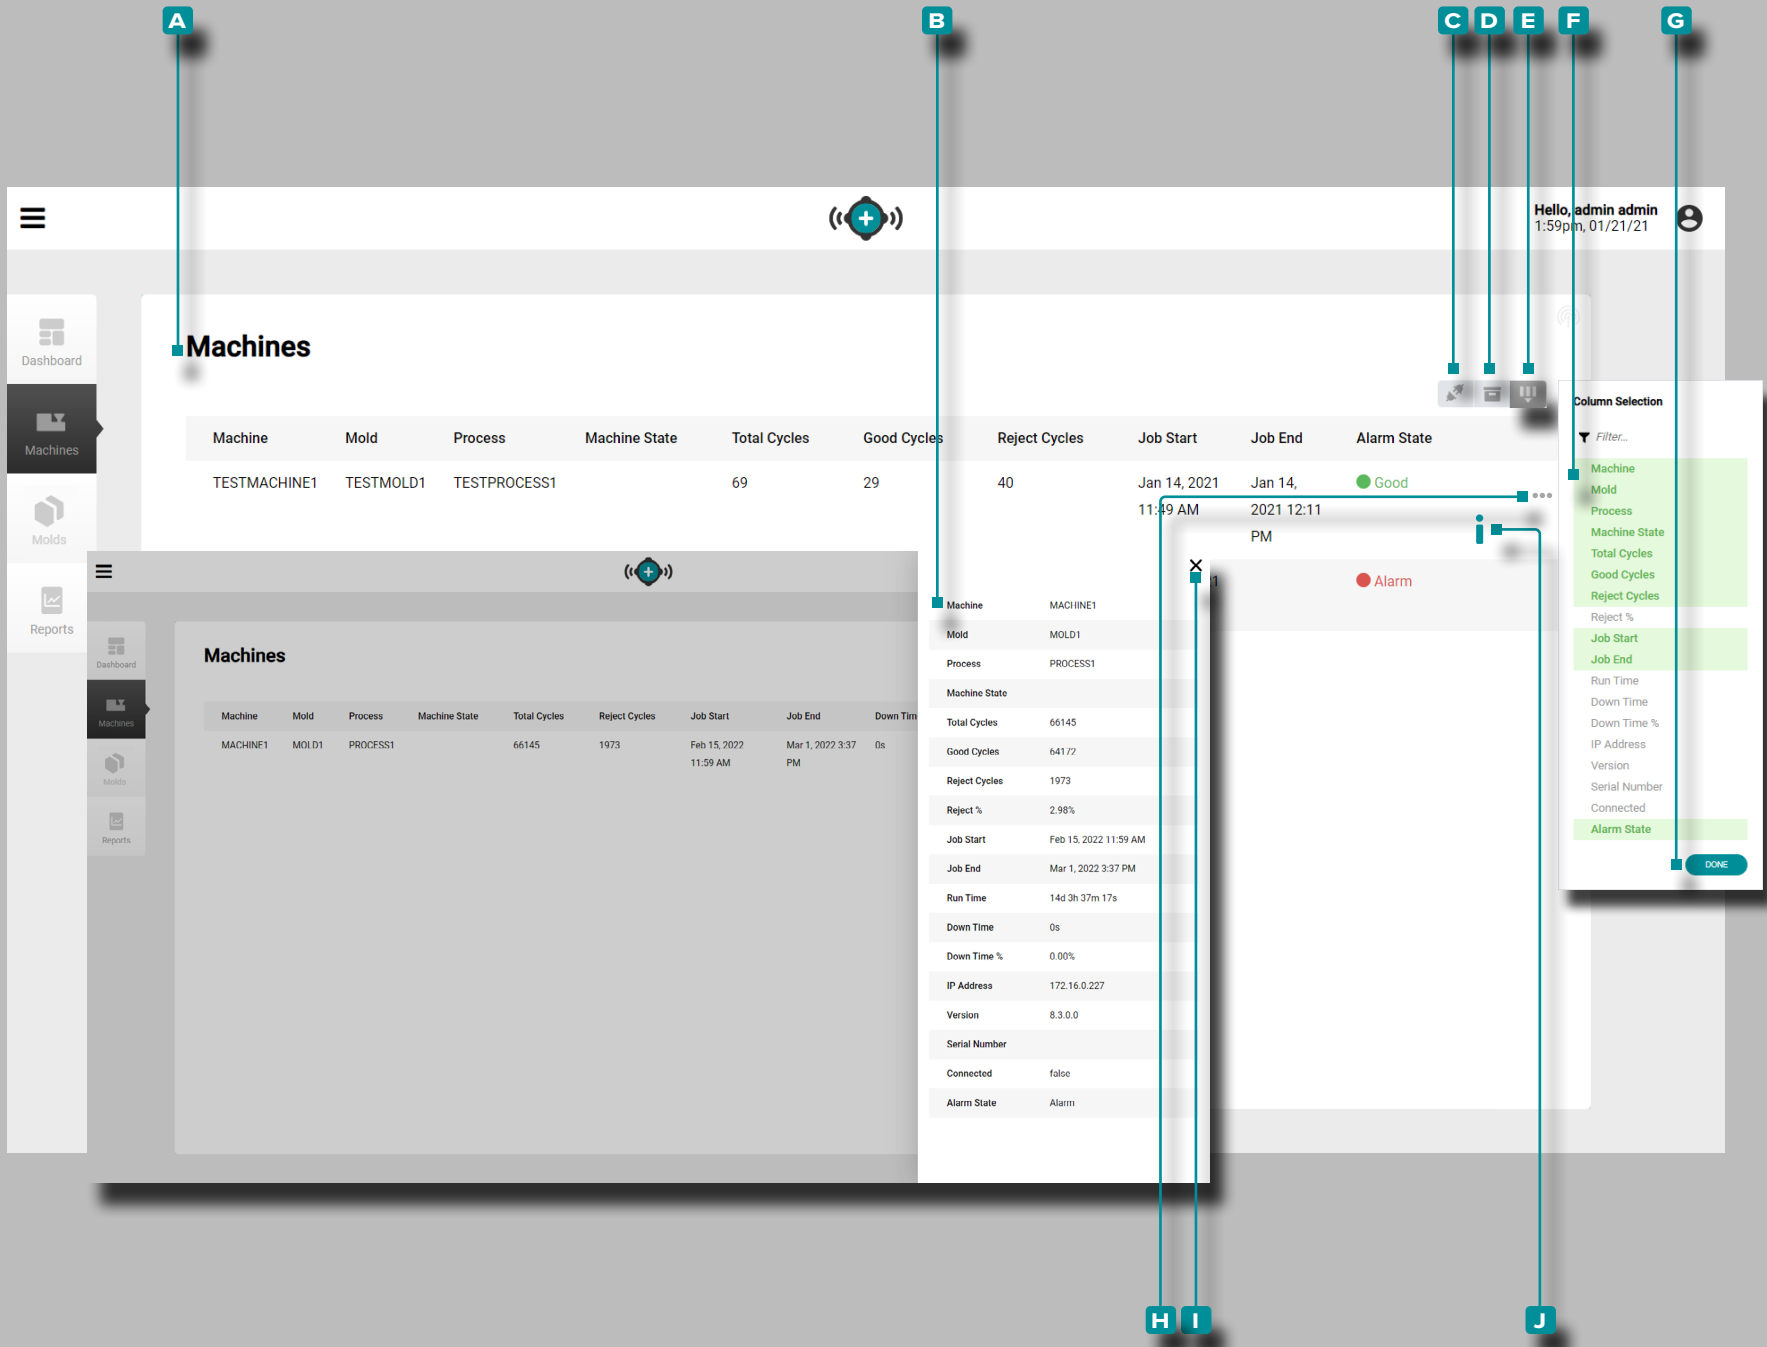 A B C D E F G
Hello, admin admin
1:59pm, 01/21/21
Dashboard
Machines
Molds
Reports
Machines
Machine Mold Process Machine State Total Cycles Good Cycles Reject Cycles Job Start Job End Alarm State
TESTMACHINE1 TESTMOLD1 TESTPROCESS1 69 29 40 Jan 14, 2021 Jan 14, Good
11:49 AM 2021 12:11
PM
Alarm
Column Selection
Filter...
Machine
Mold
Process
Machine State
Total Cycles
Good Cycles
Reject Cycles
Reject %
Job Start
Job End
Run Time
Down Time
Down Time %
IP Address
Version
Serial Number
Connected
Alarm State
DONE
Dashboard
Machines
Molds
Reports
Machines
Machine Mold Process Machine State Total Cycles Reject Cycles Job Start Job End Down Tim
MACHINE1 MOLD1 PROCESS1 66145 1973 Feb 15, 2022 Mar 1, 2022 3:37 0s
11:59 AM PM
Machine MACHINE1
Mold MOLD1
Process PROCESS1
Machine State
Total Cycles 66145
Good Cycles 64172
Reject Cycles 1973
Reject % 2.98%
Job Start Feb 15, 2022 11:59 AM
Job End Mar 1, 2022 3:37 PM
Run Time 14d 3h 37m 17s
Down Time 0s
Down Time % 0.00%
IP Address 172.16.0.227
Version 8.3.0.0
Serial Number
Connected false
Alarm State Alarm
H I J